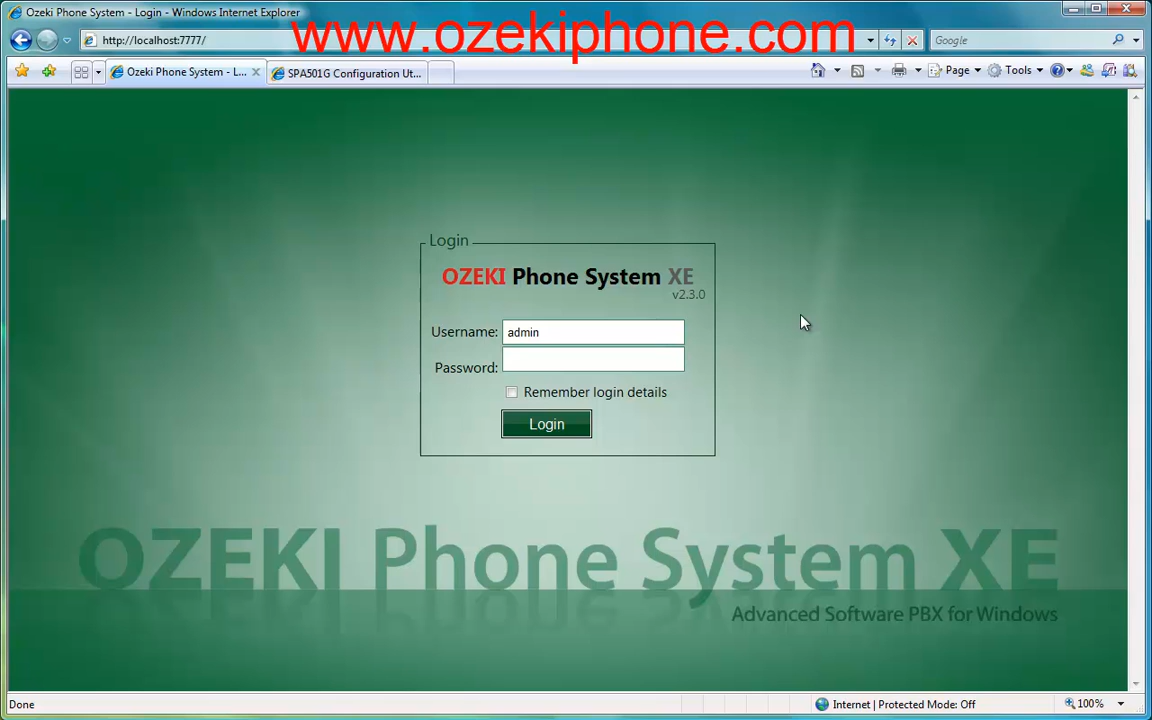 Ozeki Phone System - Login - Windows Internet Explorer
http://localhost:7777/
www.ozekiphone.com
Google
Ozeki Phone System - L...
SPA501G Configuration Ut...
Page
Tools
Login
OZEKI Phone System XE
v2.3.0
Username: admin
Password:
Remember login details
Login
OZEKI Phone System XE
Advanced Software PBX for Windows
Done
Internet | Protected Mode: Off
100%